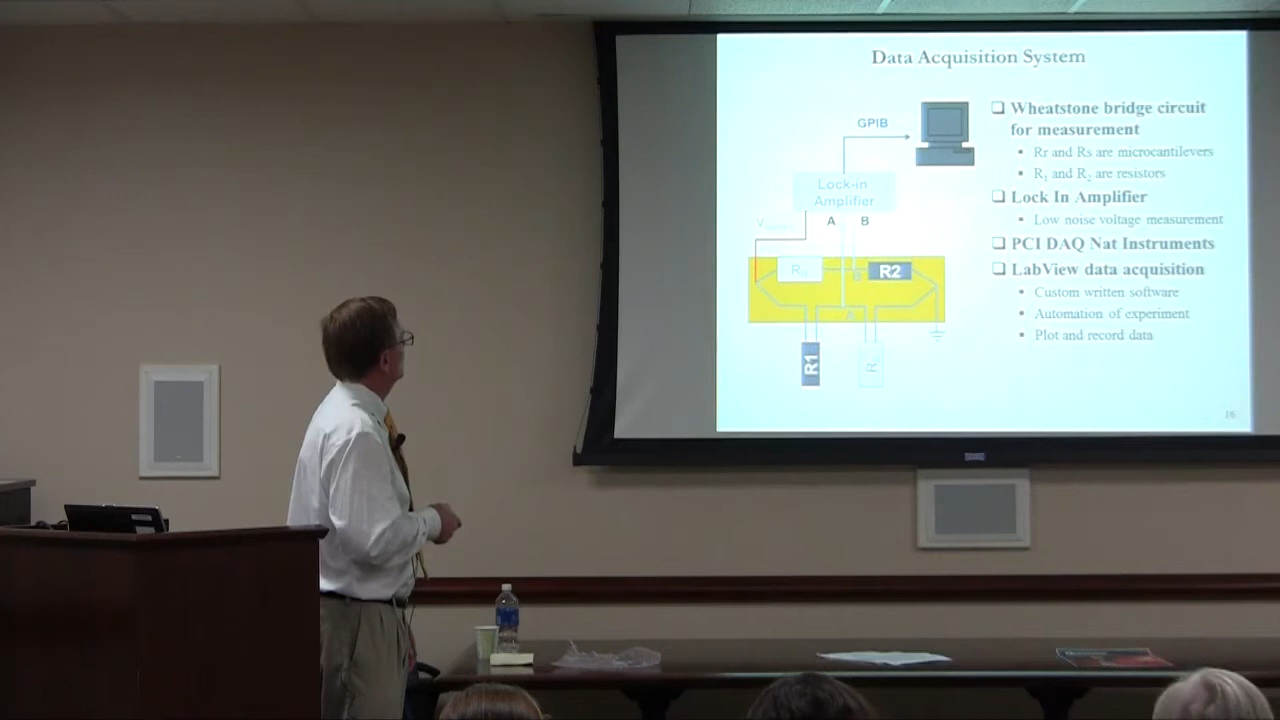 Data Acquisition System
GPIB
Lock-in
Amplifier
A B
R2
B
A
R1
R
❑ Wheatstone bridge circuit
for measurement
▪ Rr and Rs are microcantilevers
▪ R₁ and R₂ are resistors
❑ Lock In Amplifier
▪ Low noise voltage measurement
❑ PCI DAQ Nat Instruments
❑ LabView data acquisition
▪ Custom written software
▪ Automation of experiment
▪ Plot and record data
16